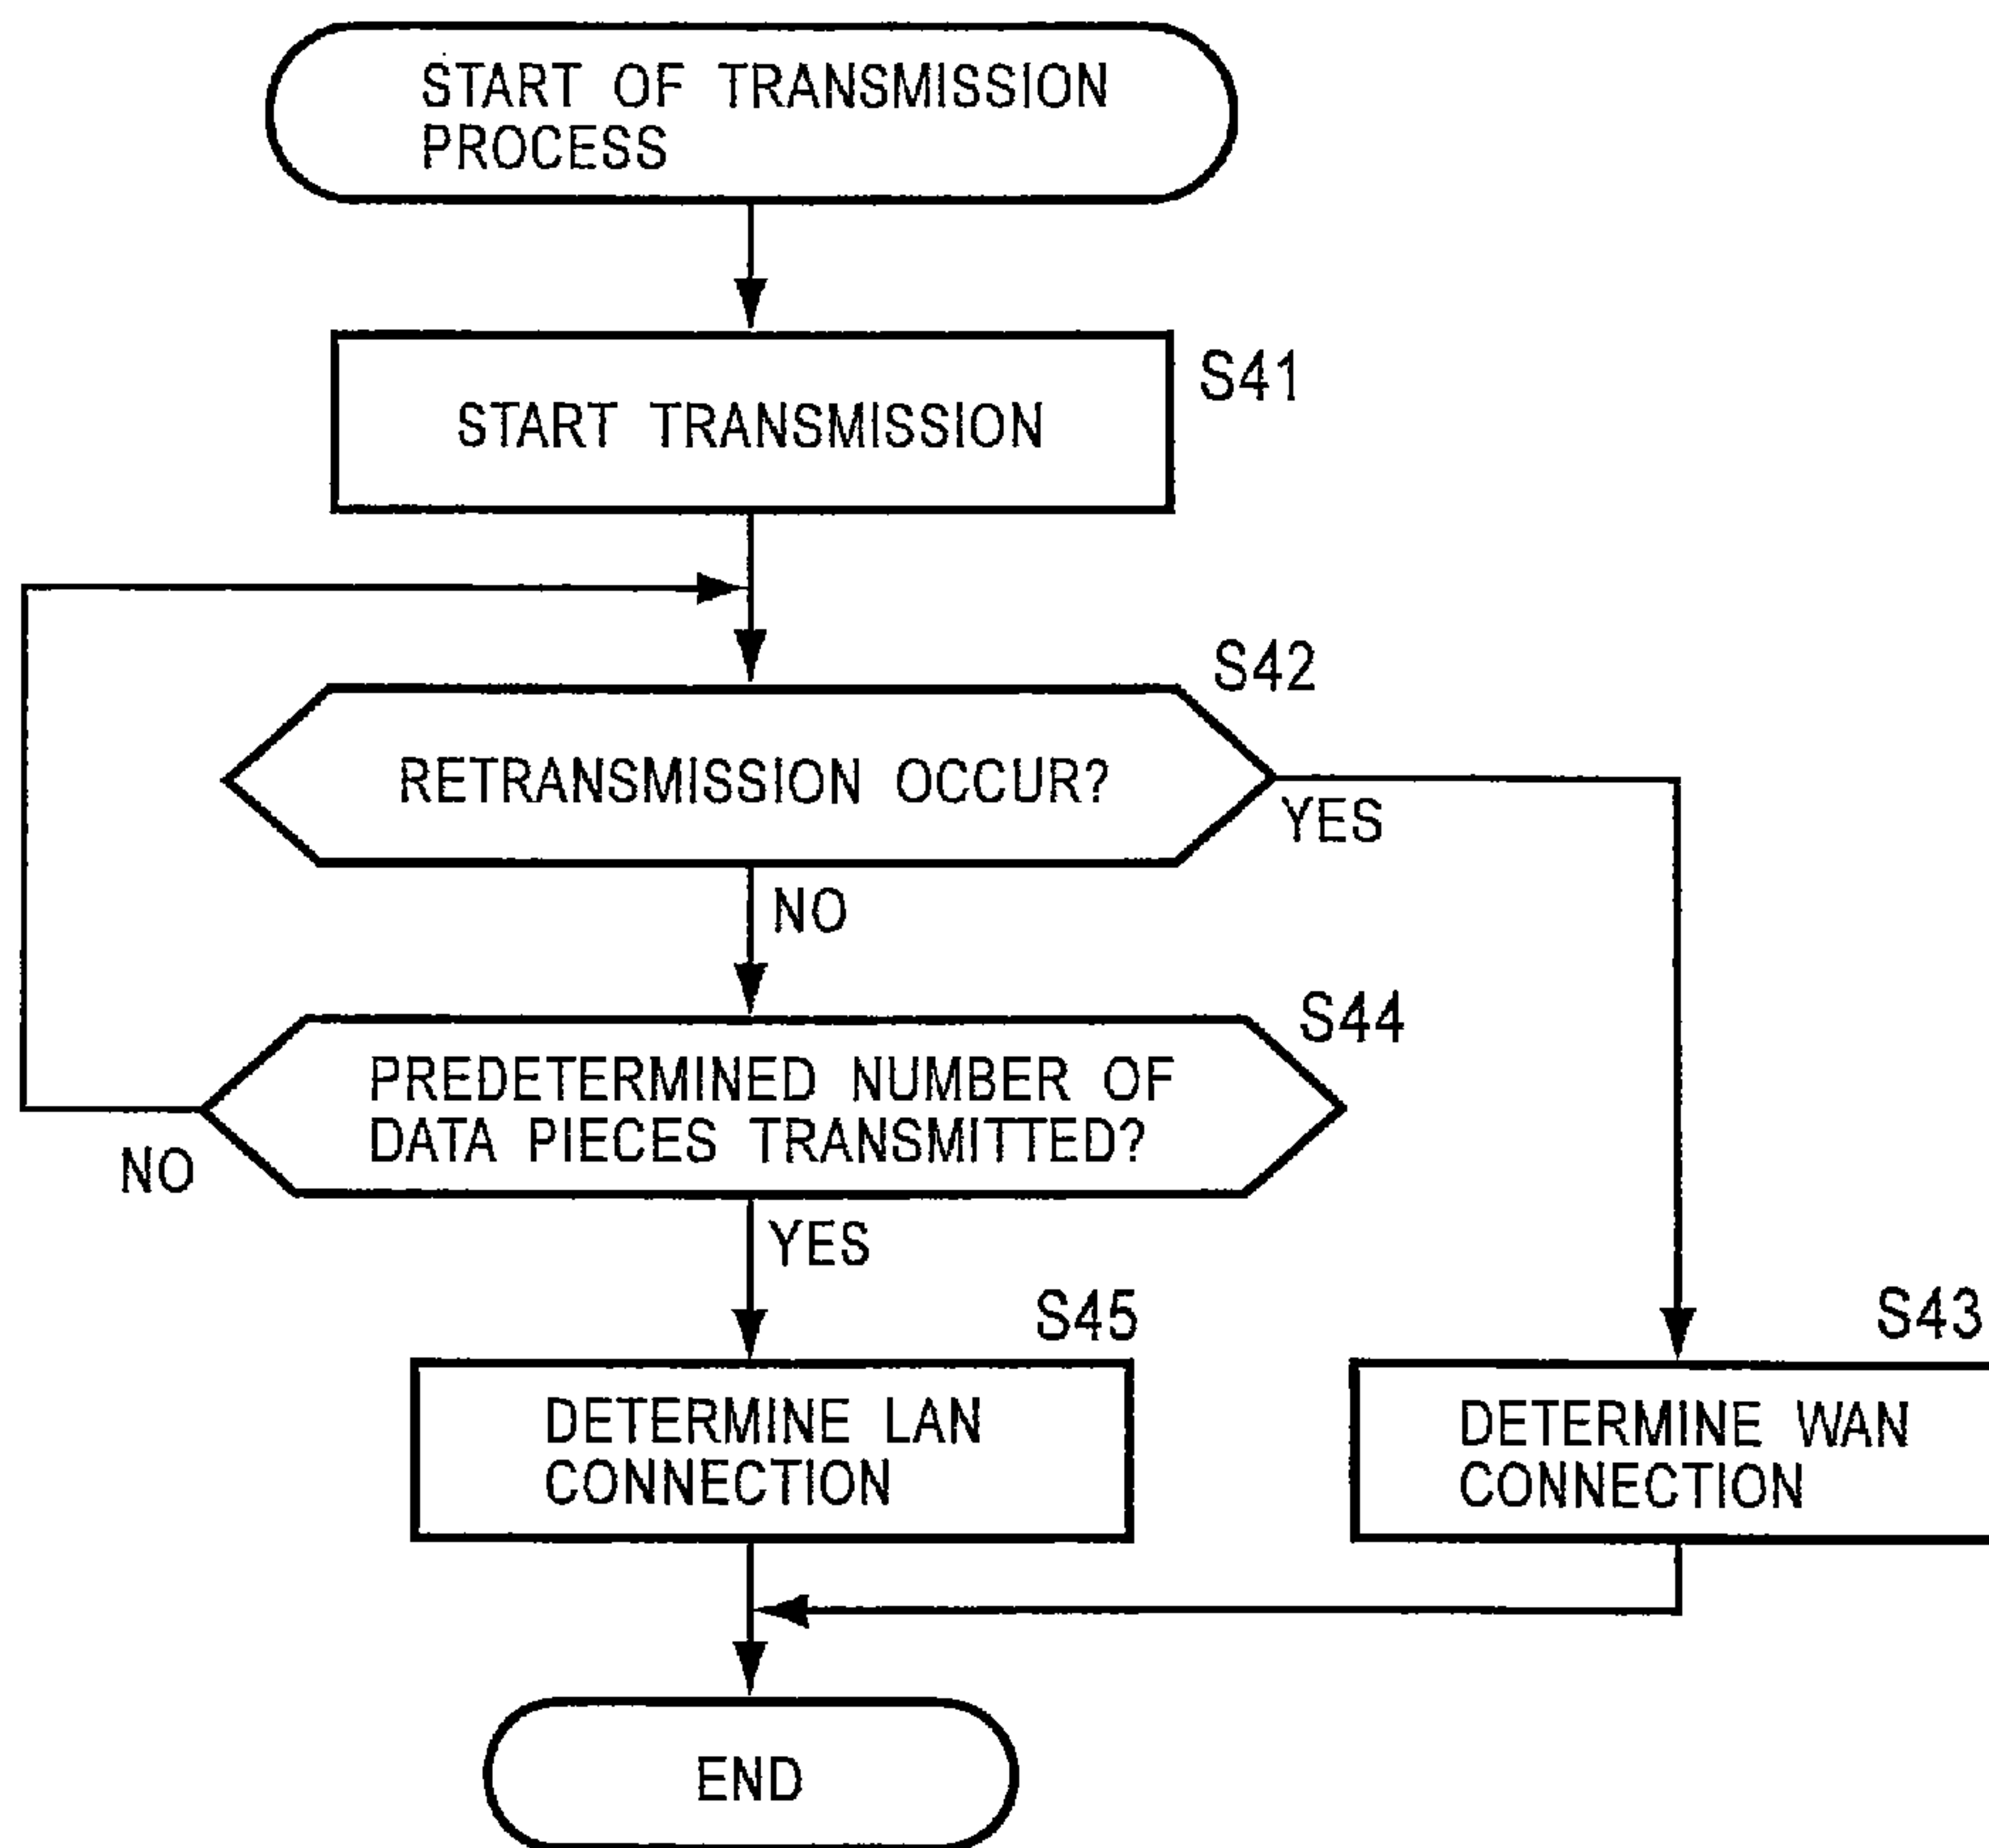 START OF TRANSMISSION
PROCESS
S41
START TRANSMISSION
S42
RETRANSMISSION OCCUR?
YES
NO
S44
PREDETERMINED NUMBER OF
DATA PIECES TRANSMITTED?
NO
YES
S45
S43
DETERMINE LAN
CONNECTION
DETERMINE WAN
CONNECTION
END